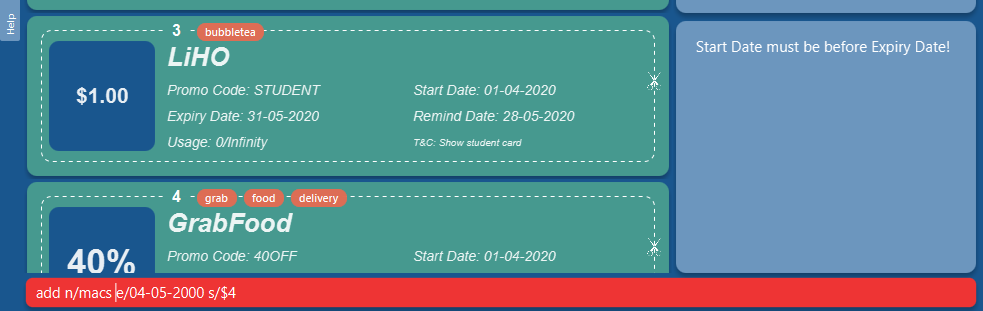 Help
3 bubbletea
LiHO
$1.00
Promo Code: STUDENT Start Date: 01-04-2020
Expiry Date: 31-05-2020 Remind Date: 28-05-2020
Usage: 0/Infinity T&C: Show student card
4 grab food delivery
GrabFood
40%
Promo Code: 40OFF Start Date: 01-04-2020
Start Date must be before Expiry Date!
add n/macs e/04-05-2000 s/$4